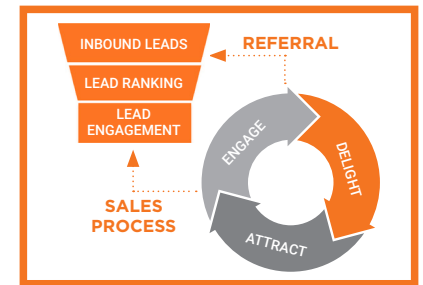 INBOUND LEADS
REFERRAL
LEAD RANKING
LEAD
ENGAGEMENT
ENGAGE
DELIGHT
SALES
PROCESS
ATTRACT